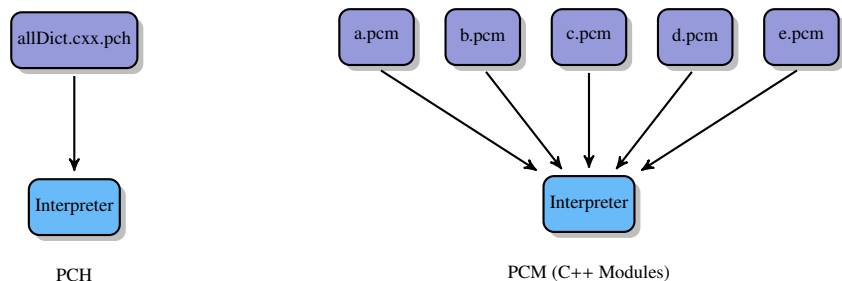 allDict.cxx.pch
a.pcm
b.pcm
c.pcm
d.pcm
e.pcm
Interpreter
Interpreter
PCH
PCM (C++ Modules)